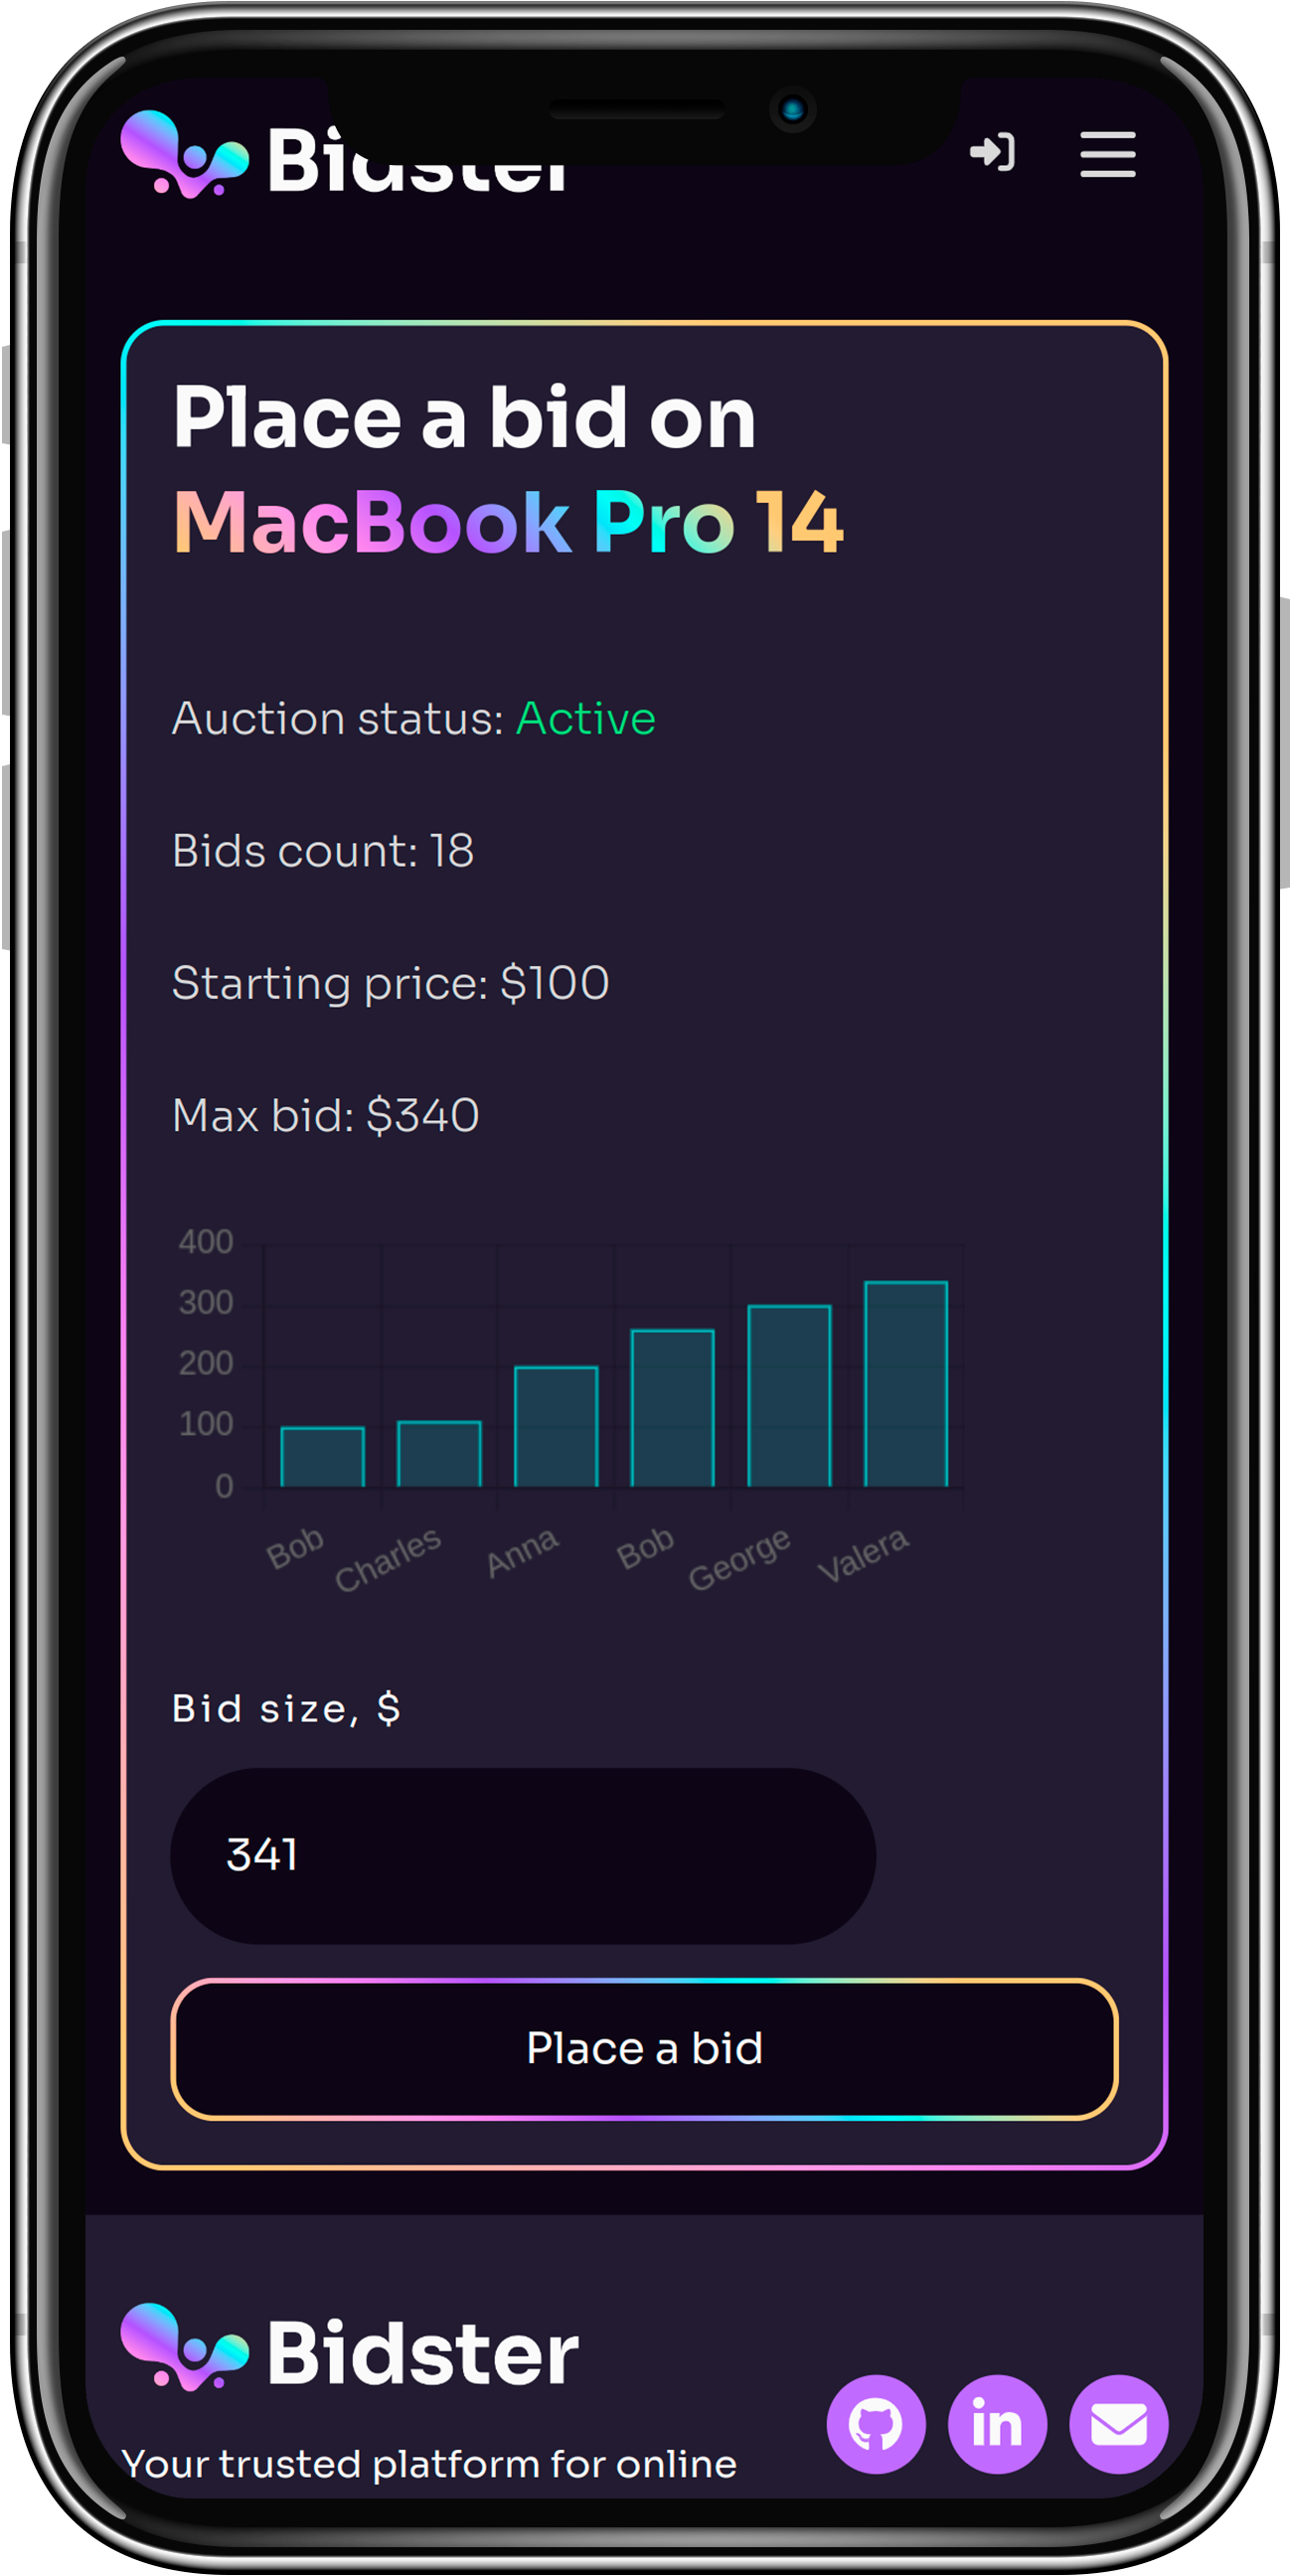 Bidster
Place a bid on
MacBook Pro 14
Auction status: Active
Bids count: 18
Starting price: $100
Max bid: $340
400
300
200
100
0
Bob Charles Anna Bob George Valera
Bid size, $
341
Place a bid
Bidster
in
Your trusted platform for online